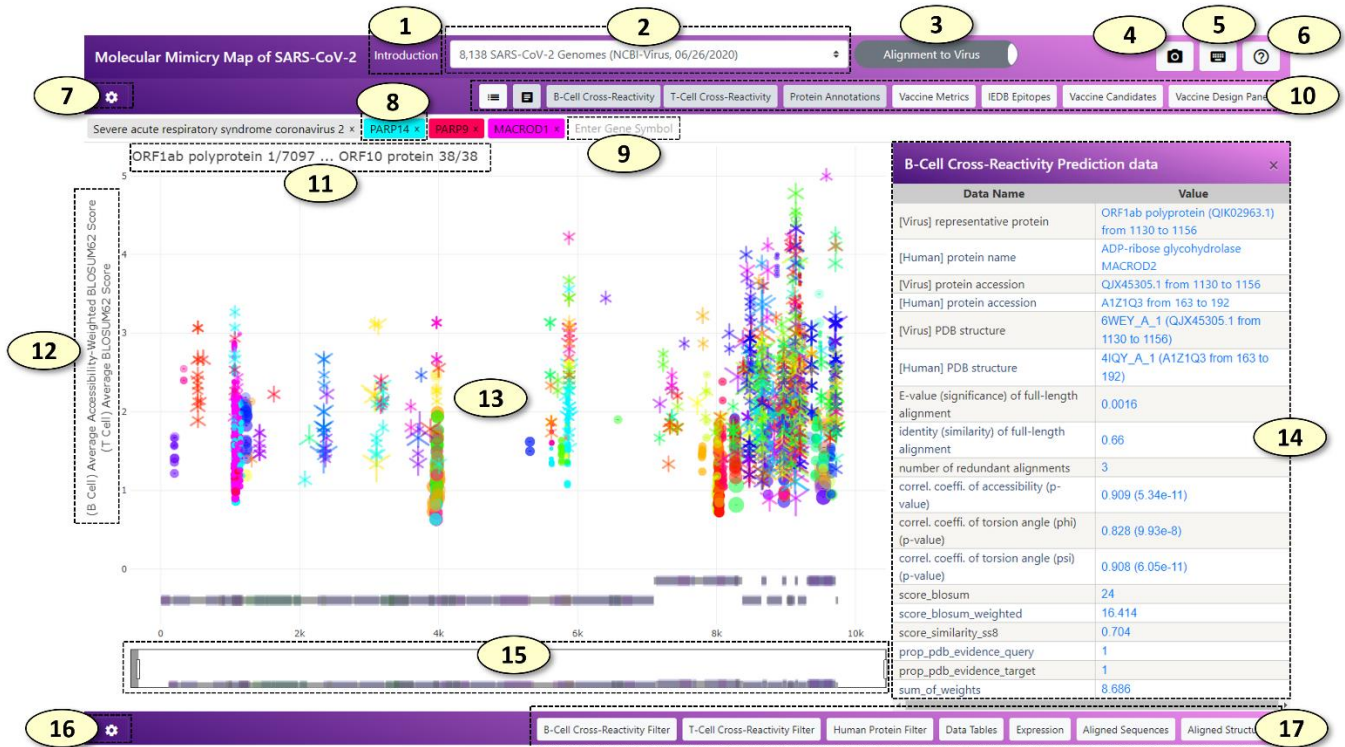 1
2
3
4
5
6
Molecular Mimicry Map of SARS-CoV-2
Introduction
8,138 SARS-CoV-2 Genomes (NCBI-Virus, 06/26/2020)
Alignment to Virus
7
8
B-Cell Cross-Reactivity
T-Cell Cross-Reactivity
Protein Annotations
Vaccine Metrics
IEDB Epitopes
Vaccine Candidates
Vaccine Design Pane
10
Severe acute respiratory syndrome coronavirus 2 ×
PARP14 ×
PARP9 ×
MACROD1 ×
Enter Gene Symbol
9
ORF1ab polyprotein 1/7097 ... ORF10 protein 38/38
11
12
(B Cell) Average Accessibility-Weighted BLOSUM62 Score
(T Cell) Average BLOSUM62 Score
5
4
3
2
1
0
13
0
2k
4k
6k
8k
10k
15
B-Cell Cross-Reactivity Prediction data ×
Data Name Value
[Virus] representative protein ORF1ab polyprotein (QIK02963.1)
from 1130 to 1156
[Human] protein name ADP-ribose glycohydrolase
MACROD2
[Virus] protein accession QJX45305.1 from 1130 to 1156
[Human] protein accession A1Z1Q3 from 163 to 192
[Virus] PDB structure 6WEY_A_1 (QJX45305.1 from
1130 to 1156)
[Human] PDB structure 4IQY_A_1 (A1Z1Q3 from 163 to
192)
E-value (significance) of full-length
alignment 0.0016
identity (similarity) of full-length
alignment 0.66
number of redundant alignments 3
correl. coeffi. of accessibility (p-
value) 0.909 (5.34e-11)
correl. coeffi. of torsion angle (phi)
(p-value) 0.828 (9.93e-8)
correl. coeffi. of torsion angle (psi)
(p-value) 0.908 (6.05e-11)
score_blosum 24
score_blosum_weighted 16.414
score_similarity_ss8 0.704
prop_pdb_evidence_query 1
prop_pdb_evidence_target 1
sum_of_weights 8.686
14
16
B-Cell Cross-Reactivity Filter
T-Cell Cross-Reactivity Filter
Human Protein Filter
Data Tables
Expression
Aligned Sequences
Aligned Structu
17